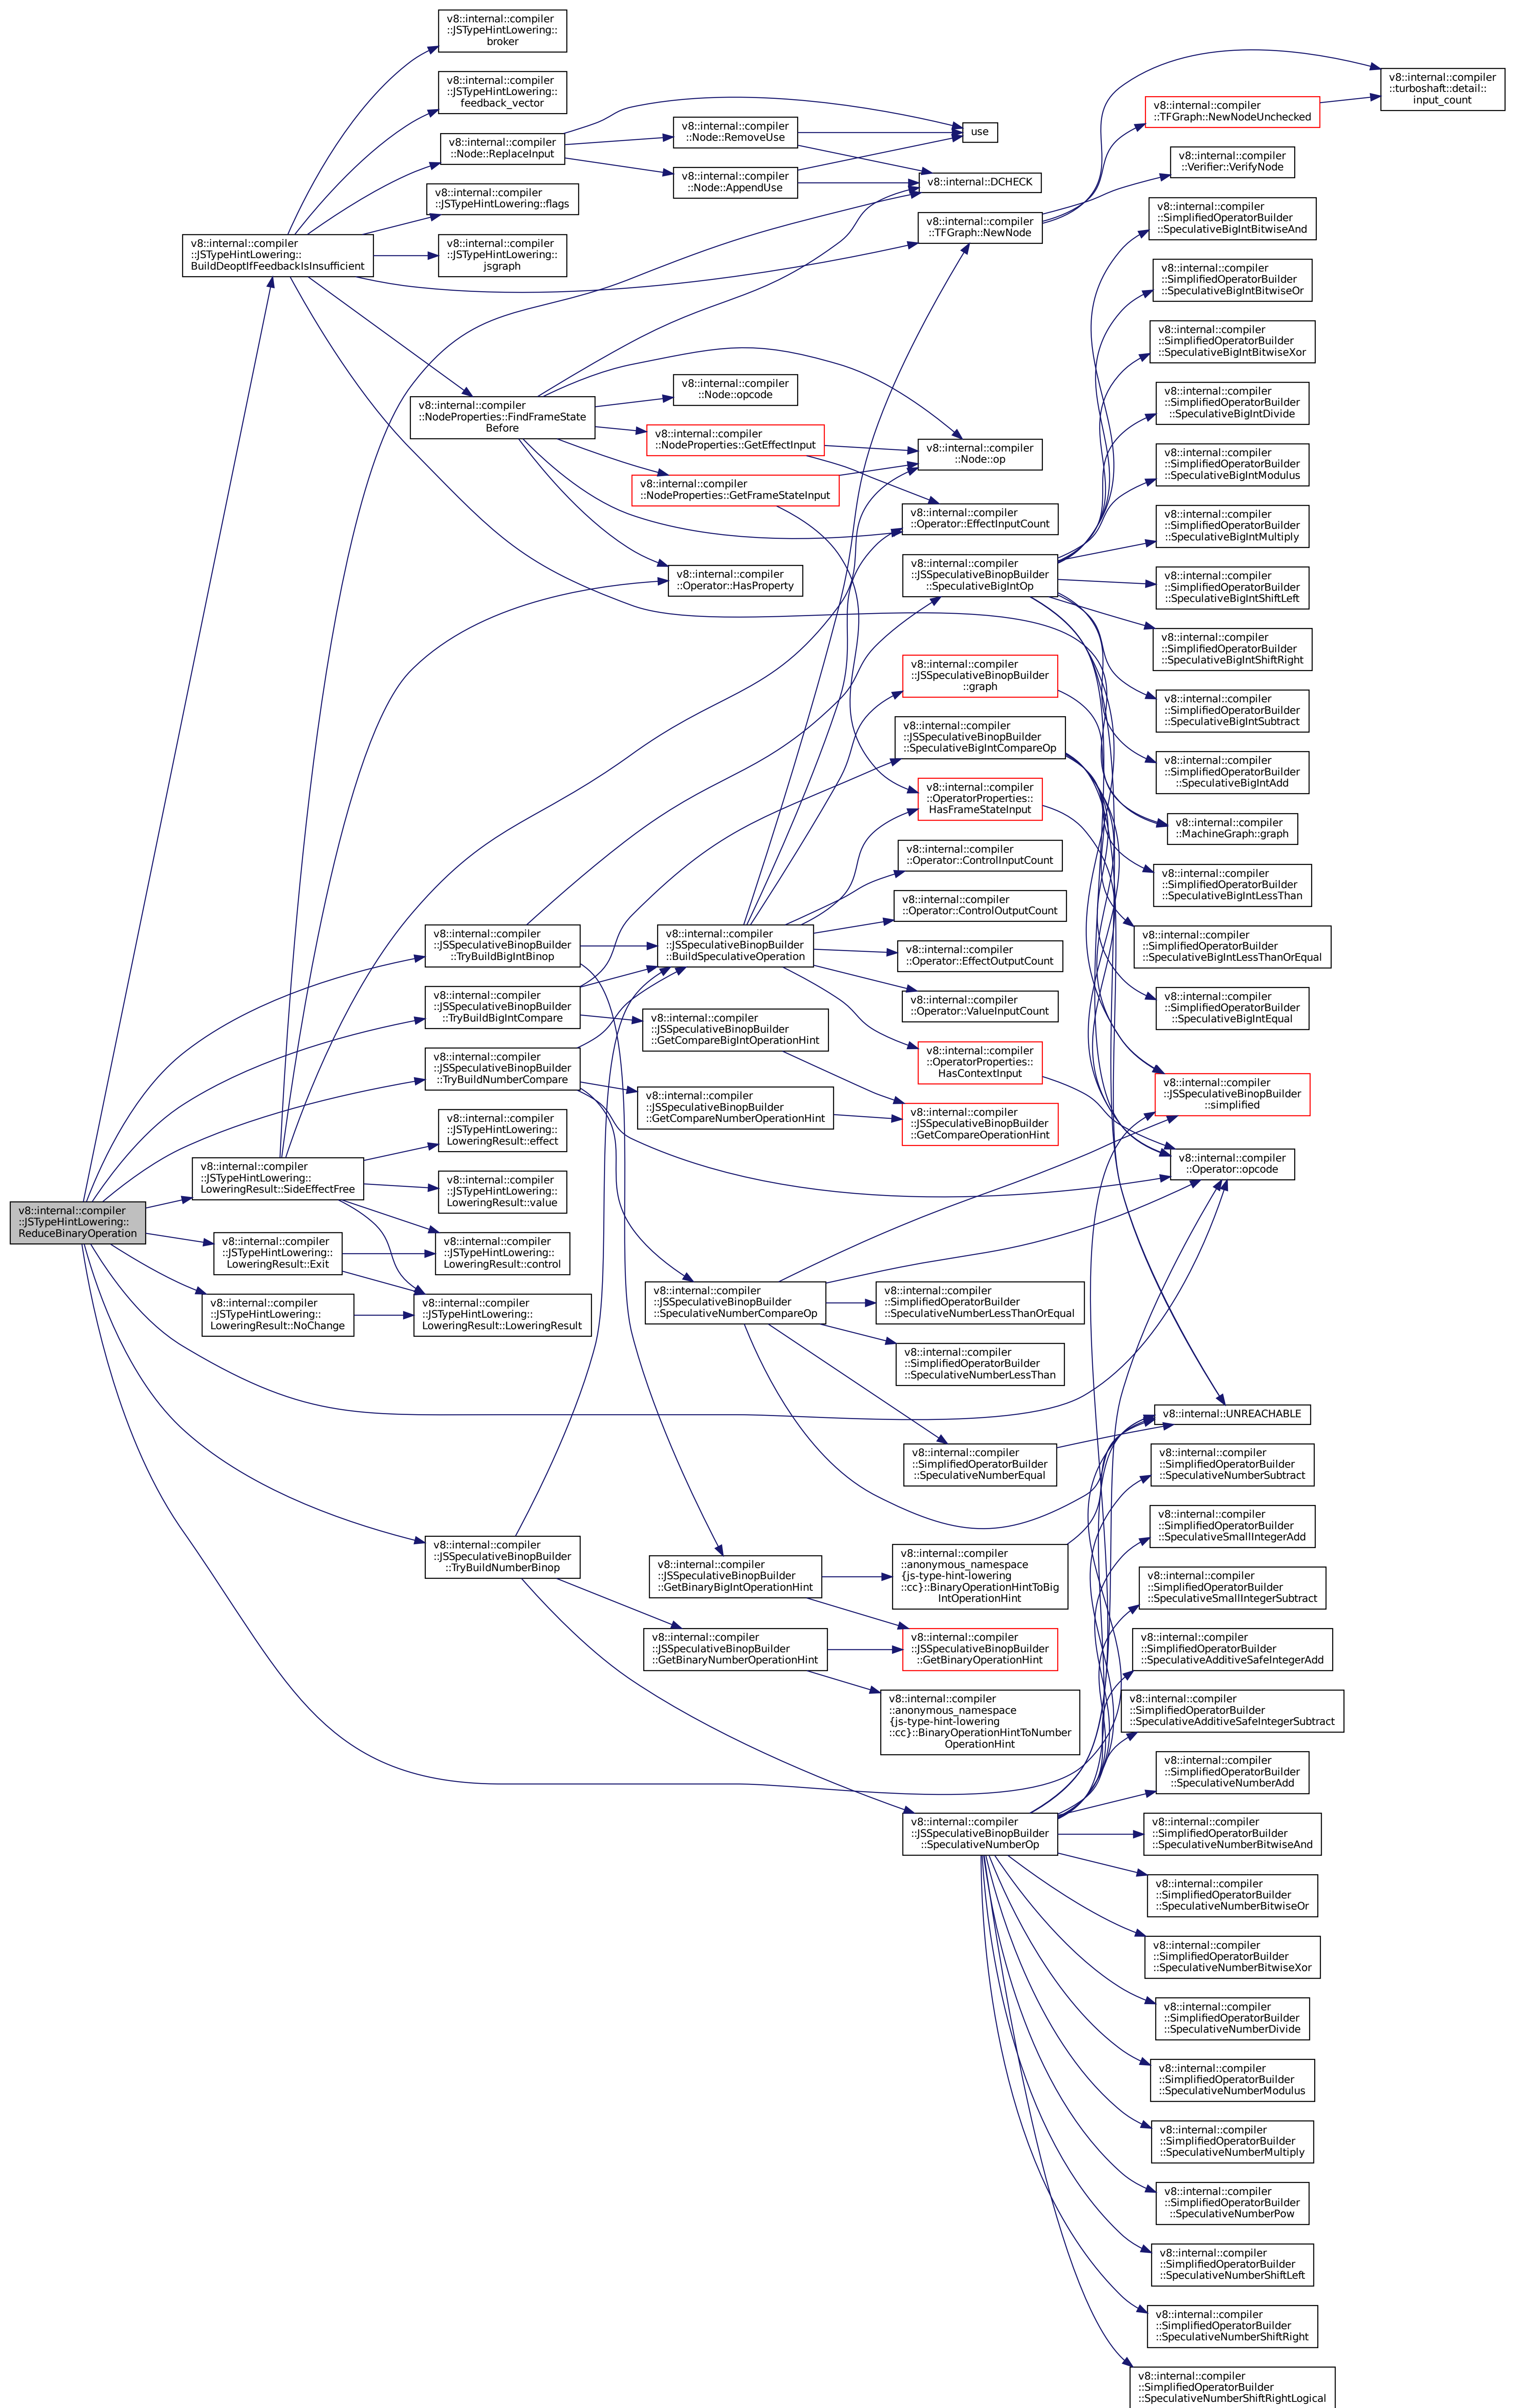 v8::internal::compiler
::JSTypeHintLowering::
ReduceBinaryOperation
v8::internal::compiler
::JSTypeHintLowering::
BuildDeoptIfFeedbackIsInsufficient
v8::internal::compiler
::JSTypeHintLowering::
LoweringResult::SideEffectFree
v8::internal::compiler
::JSTypeHintLowering::
LoweringResult::Exit
v8::internal::compiler
::JSTypeHintLowering::
LoweringResult::NoChange
v8::internal::compiler
::JSTypeHintLowering::
broker
v8::internal::compiler
::JSTypeHintLowering::
feedback_vector
v8::internal::compiler
::Node::ReplaceInput
v8::internal::compiler
::JSTypeHintLowering::flags
v8::internal::compiler
::JSTypeHintLowering::
jsgraph
v8::internal::compiler
::NodeProperties::FindFrameState
Before
v8::internal::compiler
::JSSpeculativeBinopBuilder
::TryBuildBigIntBinop
v8::internal::compiler
::JSSpeculativeBinopBuilder
::TryBuildBigIntCompare
v8::internal::compiler
::JSSpeculativeBinopBuilder
::TryBuildNumberCompare
v8::internal::compiler
::JSTypeHintLowering::
LoweringResult::effect
v8::internal::compiler
::JSTypeHintLowering::
LoweringResult::value
v8::internal::compiler
::JSTypeHintLowering::
LoweringResult::control
v8::internal::compiler
::JSTypeHintLowering::
LoweringResult::LoweringResult
v8::internal::compiler
::JSSpeculativeBinopBuilder
::TryBuildNumberBinop
v8::internal::compiler
::Node::RemoveUse
v8::internal::compiler
::Node::AppendUse
v8::internal::compiler
::Node::opcode
v8::internal::compiler
::NodeProperties::GetEffectInput
v8::internal::compiler
::NodeProperties::GetFrameStateInput
v8::internal::compiler
::Operator::HasProperty
v8::internal::compiler
::JSSpeculativeBinopBuilder
::BuildSpeculativeOperation
v8::internal::compiler
::JSSpeculativeBinopBuilder
::GetCompareBigIntOperationHint
v8::internal::compiler
::JSSpeculativeBinopBuilder
::GetCompareNumberOperationHint
v8::internal::compiler
::JSSpeculativeBinopBuilder
::SpeculativeNumberCompareOp
v8::internal::compiler
::JSSpeculativeBinopBuilder
::GetBinaryBigIntOperationHint
v8::internal::compiler
::JSSpeculativeBinopBuilder
::GetBinaryNumberOperationHint
use
v8::internal::DCHECK
v8::internal::compiler
::TFGraph::NewNode
v8::internal::compiler
::Node::op
v8::internal::compiler
::Operator::EffectInputCount
v8::internal::compiler
::JSSpeculativeBinopBuilder
::SpeculativeBigIntOp
v8::internal::compiler
::JSSpeculativeBinopBuilder
::graph
v8::internal::compiler
::JSSpeculativeBinopBuilder
::SpeculativeBigIntCompareOp
v8::internal::compiler
::OperatorProperties::
HasFrameStateInput
v8::internal::compiler
::Operator::ControlInputCount
v8::internal::compiler
::Operator::ControlOutputCount
v8::internal::compiler
::Operator::EffectOutputCount
v8::internal::compiler
::Operator::ValueInputCount
v8::internal::compiler
::OperatorProperties::
HasContextInput
v8::internal::compiler
::JSSpeculativeBinopBuilder
::GetCompareOperationHint
v8::internal::compiler
::SimplifiedOperatorBuilder
::SpeculativeNumberLessThanOrEqual
v8::internal::compiler
::SimplifiedOperatorBuilder
::SpeculativeNumberLessThan
v8::internal::compiler
::SimplifiedOperatorBuilder
::SpeculativeNumberEqual
v8::internal::compiler
::anonymous_namespace
{js-type-hint-lowering
::cc}::BinaryOperationHintToBig
IntOperationHint
v8::internal::compiler
::JSSpeculativeBinopBuilder
::GetBinaryOperationHint
v8::internal::compiler
::anonymous_namespace
{js-type-hint-lowering
::cc}::BinaryOperationHintToNumber
OperationHint
v8::internal::compiler
::JSSpeculativeBinopBuilder
::SpeculativeNumberOp
v8::internal::compiler
::turboshaft::detail::
input_count
v8::internal::compiler
::TFGraph::NewNodeUnchecked
v8::internal::compiler
::Verifier::VerifyNode
v8::internal::compiler
::SimplifiedOperatorBuilder
::SpeculativeBigIntBitwiseAnd
v8::internal::compiler
::SimplifiedOperatorBuilder
::SpeculativeBigIntBitwiseOr
v8::internal::compiler
::SimplifiedOperatorBuilder
::SpeculativeBigIntBitwiseXor
v8::internal::compiler
::SimplifiedOperatorBuilder
::SpeculativeBigIntDivide
v8::internal::compiler
::SimplifiedOperatorBuilder
::SpeculativeBigIntModulus
v8::internal::compiler
::SimplifiedOperatorBuilder
::SpeculativeBigIntMultiply
v8::internal::compiler
::SimplifiedOperatorBuilder
::SpeculativeBigIntShiftLeft
v8::internal::compiler
::SimplifiedOperatorBuilder
::SpeculativeBigIntShiftRight
v8::internal::compiler
::SimplifiedOperatorBuilder
::SpeculativeBigIntSubtract
v8::internal::compiler
::SimplifiedOperatorBuilder
::SpeculativeBigIntAdd
v8::internal::compiler
::MachineGraph::graph
v8::internal::compiler
::SimplifiedOperatorBuilder
::SpeculativeBigIntLessThan
v8::internal::compiler
::SimplifiedOperatorBuilder
::SpeculativeBigIntLessThanOrEqual
v8::internal::compiler
::SimplifiedOperatorBuilder
::SpeculativeBigIntEqual
v8::internal::compiler
::JSSpeculativeBinopBuilder
::simplified
v8::internal::compiler
::Operator::opcode
v8::internal::UNREACHABLE
v8::internal::compiler
::SimplifiedOperatorBuilder
::SpeculativeNumberSubtract
v8::internal::compiler
::SimplifiedOperatorBuilder
::SpeculativeSmallIntegerAdd
v8::internal::compiler
::SimplifiedOperatorBuilder
::SpeculativeSmallIntegerSubtract
v8::internal::compiler
::SimplifiedOperatorBuilder
::SpeculativeAdditiveSafeIntegerAdd
v8::internal::compiler
::SimplifiedOperatorBuilder
::SpeculativeAdditiveSafeIntegerSubtract
v8::internal::compiler
::SimplifiedOperatorBuilder
::SpeculativeNumberAdd
v8::internal::compiler
::SimplifiedOperatorBuilder
::SpeculativeNumberBitwiseAnd
v8::internal::compiler
::SimplifiedOperatorBuilder
::SpeculativeNumberBitwiseOr
v8::internal::compiler
::SimplifiedOperatorBuilder
::SpeculativeNumberBitwiseXor
v8::internal::compiler
::SimplifiedOperatorBuilder
::SpeculativeNumberDivide
v8::internal::compiler
::SimplifiedOperatorBuilder
::SpeculativeNumberModulus
v8::internal::compiler
::SimplifiedOperatorBuilder
::SpeculativeNumberMultiply
v8::internal::compiler
::SimplifiedOperatorBuilder
::SpeculativeNumberPow
v8::internal::compiler
::SimplifiedOperatorBuilder
::SpeculativeNumberShiftLeft
v8::internal::compiler
::SimplifiedOperatorBuilder
::SpeculativeNumberShiftRight
v8::internal::compiler
::SimplifiedOperatorBuilder
::SpeculativeNumberShiftRightLogical